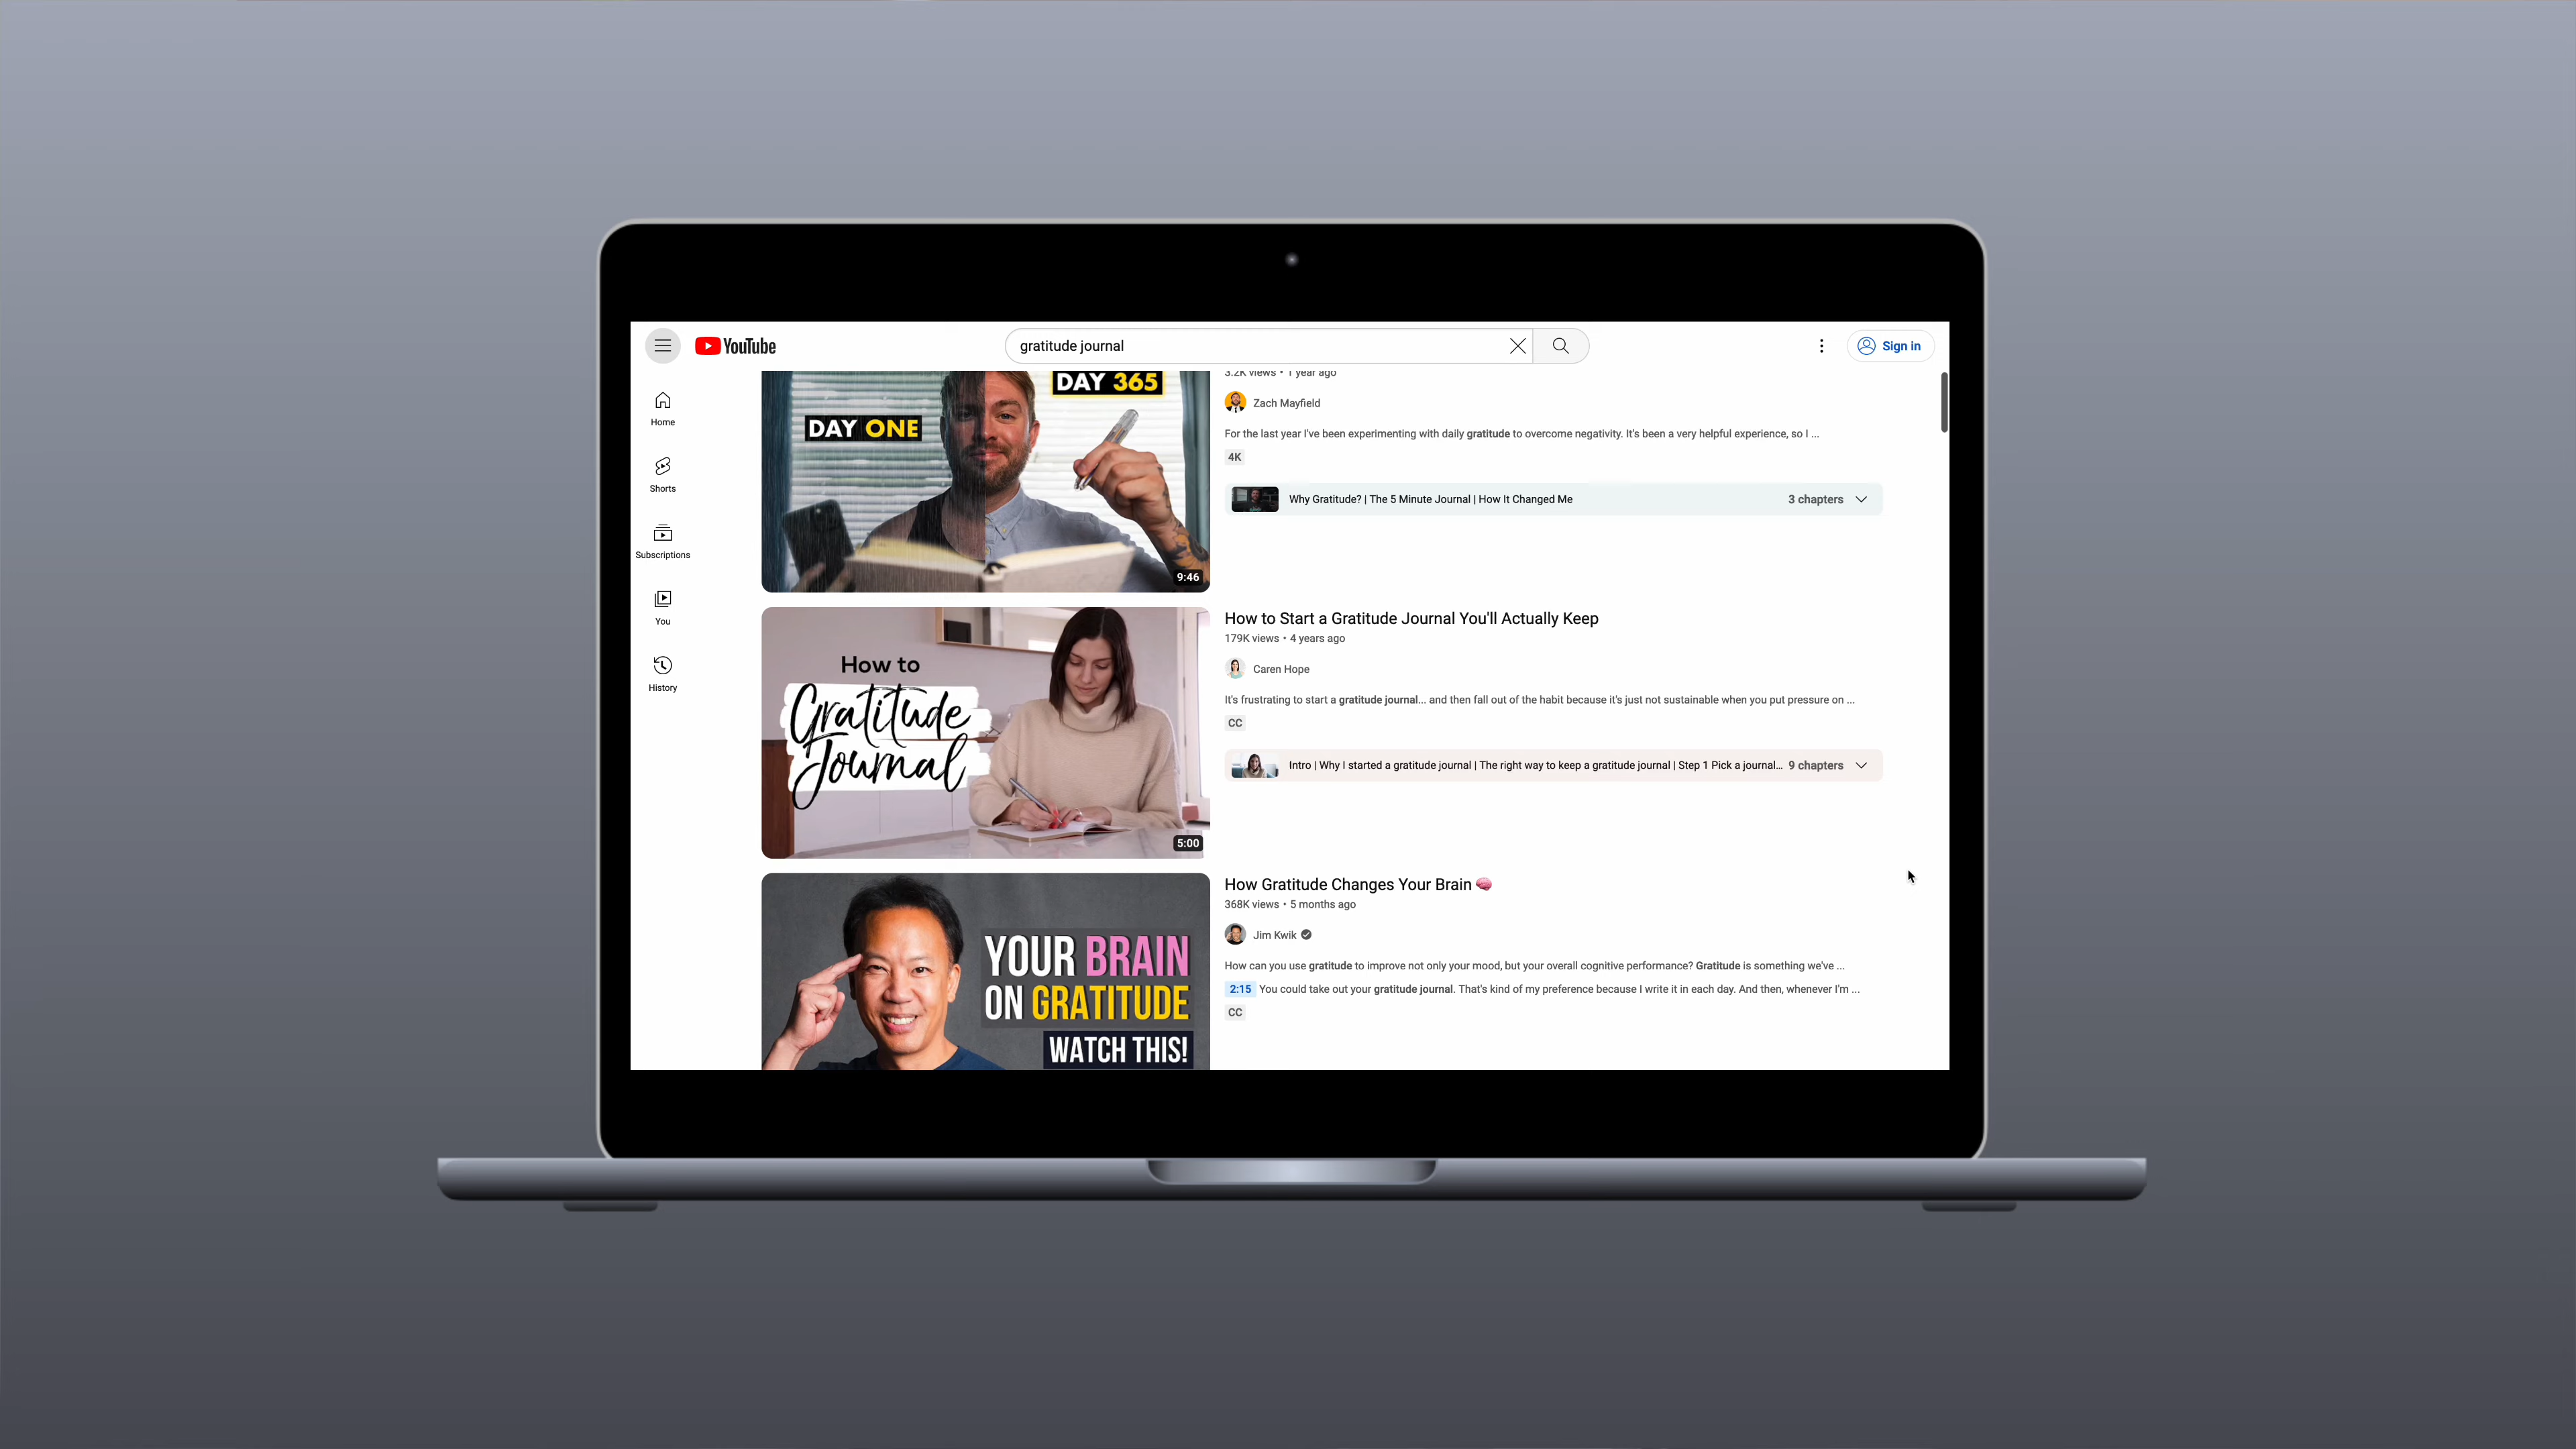 YouTube
gratitude journal
Sign in
Home
Shorts
Subscriptions
You
History
DAY ONE
DAY 365
9:46
3.2K views • 1 year ago
Zach Mayfield
For the last year I've been experimenting with daily gratitude to overcome negativity. It's been a very helpful experience, so I ...
4K
Why Gratitude? | The 5 Minute Journal | How It Changed Me
3 chapters
How to
Gratitude
Journal
5:00
How to Start a Gratitude Journal You'll Actually Keep
179K views • 4 years ago
Caren Hope
It's frustrating to start a gratitude journal... and then fall out of the habit because it's just not sustainable when you put pressure on ...
CC
Intro | Why I started a gratitude journal | The right way to keep a gratitude journal | Step 1 Pick a journal...
9 chapters
YOUR BRAIN
ON GRATITUDE
WATCH THIS!
How Gratitude Changes Your Brain 🧠
368K views • 5 months ago
Jim Kwik
How can you use gratitude to improve not only your mood, but your overall cognitive performance? Gratitude is something we've ...
2:15 You could take out your gratitude journal. That's kind of my preference because I write it in each day. And then, whenever I'm ...
CC